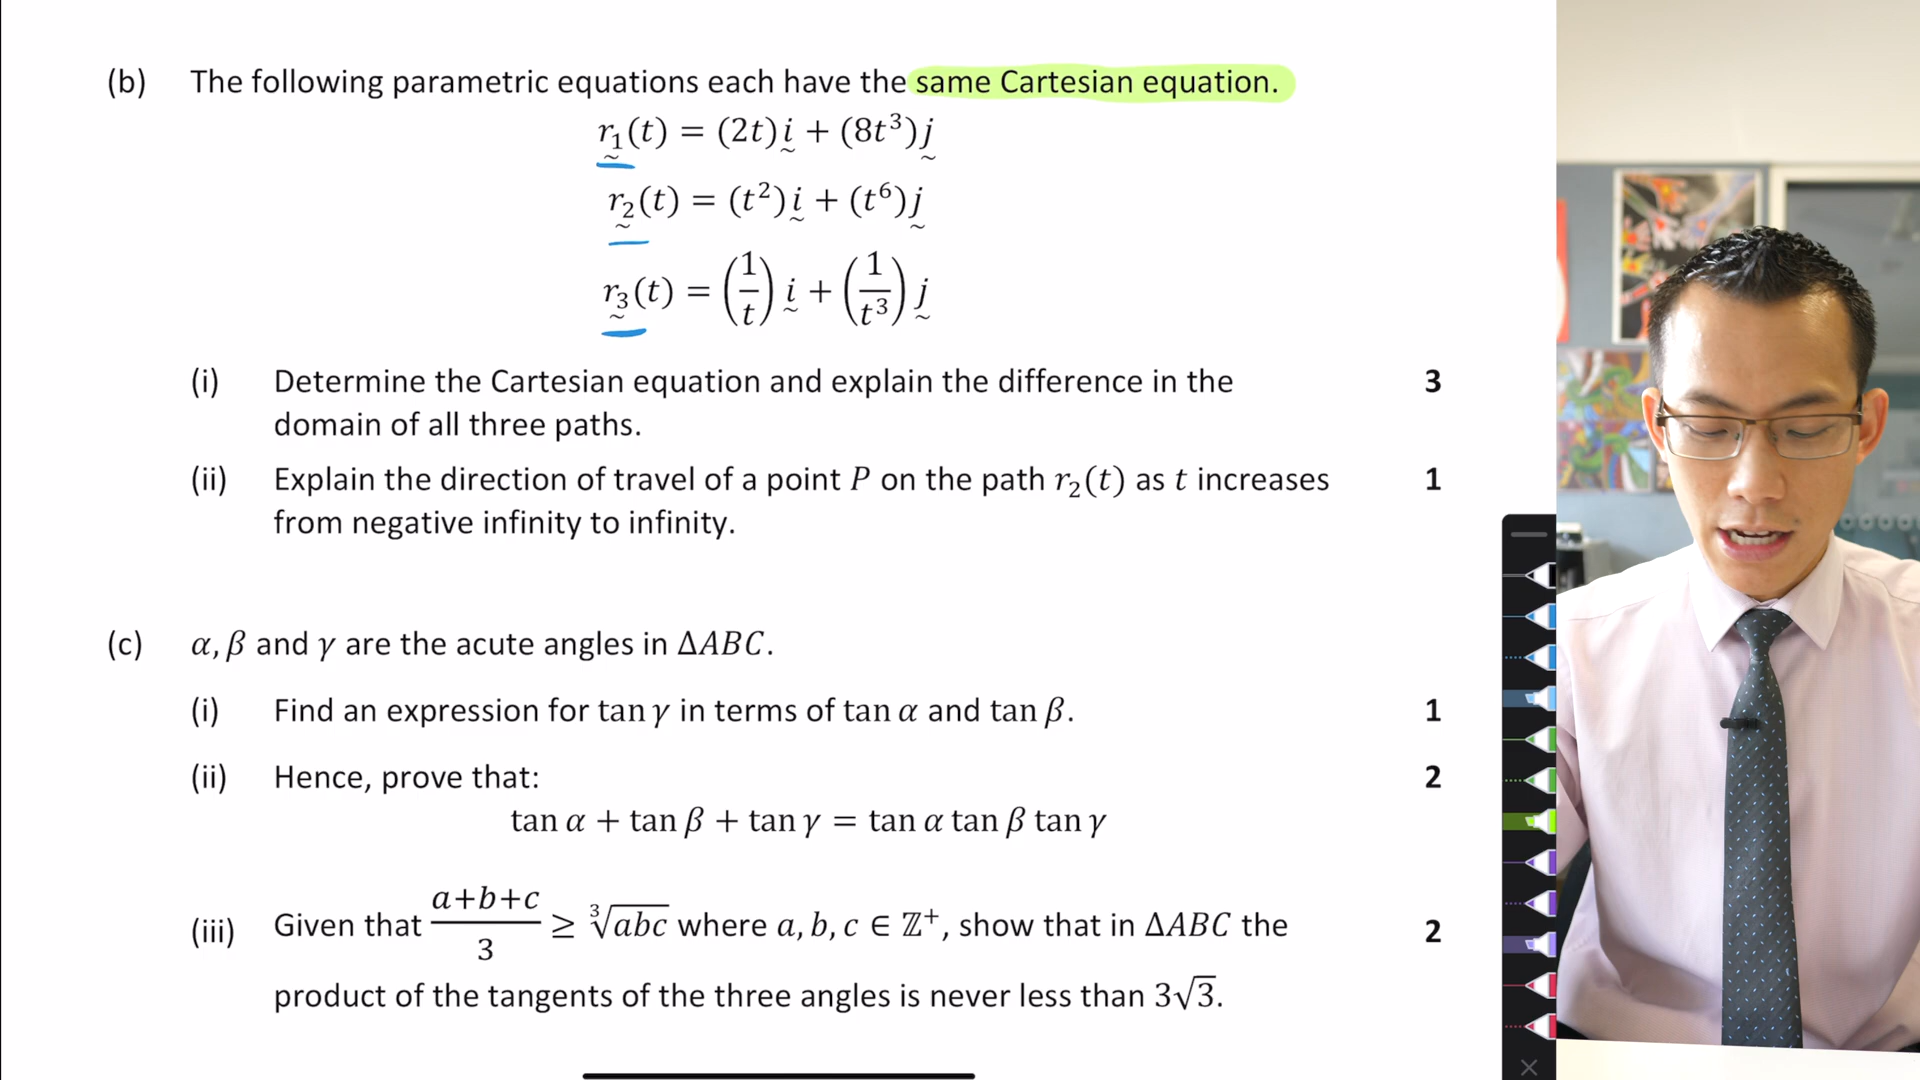 (b) The following parametric equations each have the same Cartesian equation.
r₁(t) = (2t)i + (8t³)j
r₂(t) = (t²)i + (t⁶)j
r₃(t) = (1/t) i + (1/t³) j
(i) Determine the Cartesian equation and explain the difference in the 3
domain of all three paths.
(ii) Explain the direction of travel of a point P on the path r₂(t) as t increases 1
from negative infinity to infinity.
(c) α, β and γ are the acute angles in ΔABC.
(i) Find an expression for tan γ in terms of tan α and tan β. 1
(ii) Hence, prove that: 2
tan α + tan β + tan γ = tan α tan β tan γ
(iii) Given that (a+b+c)/3 ≥ ∛abc where a, b, c ∈ ℤ⁺, show that in ΔABC the 2
product of the tangents of the three angles is never less than 3√3.